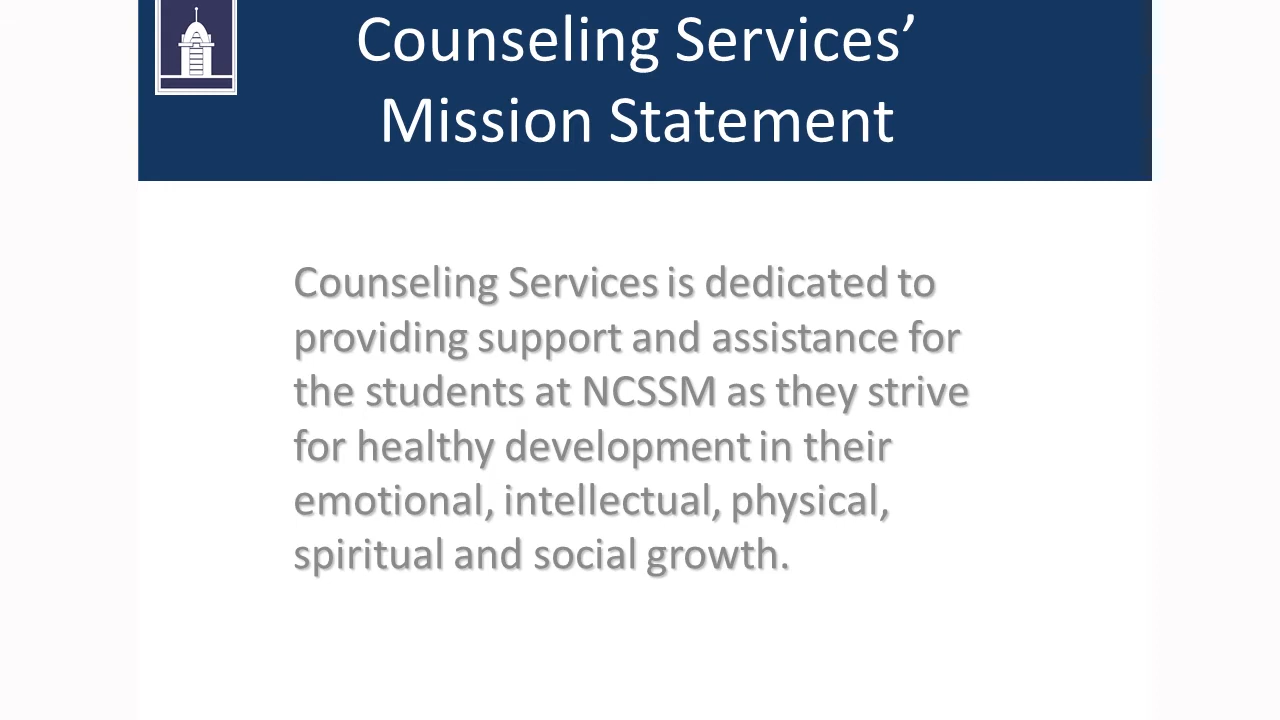 Counseling Services’
Mission Statement
Counseling Services is dedicated to
providing support and assistance for
the students at NCSSM as they strive
for healthy development in their
emotional, intellectual, physical,
spiritual and social growth.